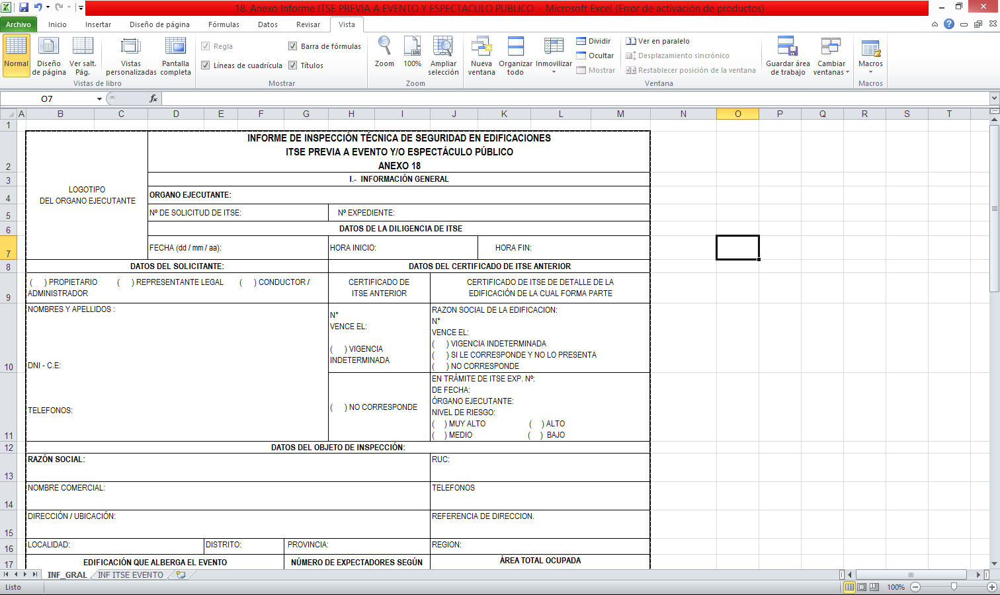 18. Anexo Informe ITSE PREVIA A EVENTO Y ESPECTACULO PUBLICO - Microsoft Excel (Error de activación de productos)
Archivo Inicio Insertar Diseño de página Fórmulas Datos Revisar Vista
Normal
Diseño de página
Ver salt. Pág.
Vistas personalizadas
Pantalla completa
Vistas de libro
Regla
Barra de fórmulas
Líneas de cuadrícula
Títulos
Mostrar
Zoom
100%
Ampliar selección
Zoom
Nueva ventana
Organizar todo
Inmovilizar
Dividir
Ocultar
Mostrar
Ver en paralelo
Desplazamiento sincrónico
Restablecer posición de la ventana
Ventana
Guardar área de trabajo
Cambiar ventanas
Macros
Macros
O7
fx
A B C D E F G H I J K L M N O P Q R S T
1
2
3
4
5
6
7
8
9
10
11
12
13
14
15
16
17
LOGOTIPO
DEL ORGANO EJECUTANTE
INFORME DE INSPECCIÓN TÉCNICA DE SEGURIDAD EN EDIFICACIONES
ITSE PREVIA A EVENTO Y/O ESPECTÁCULO PÚBLICO
ANEXO 18
I.- INFORMACIÓN GENERAL
ORGANO EJECUTANTE:
Nº DE SOLICITUD DE ITSE: Nº EXPEDIENTE:
DATOS DE LA DILIGENCIA DE ITSE
FECHA (dd / mm / aa): HORA INICIO: HORA FIN:
DATOS DEL SOLICITANTE: DATOS DEL CERTIFICADO DE ITSE ANTERIOR
( ) PROPIETARIO ( ) REPRESENTANTE LEGAL ( ) CONDUCTOR /
ADMINISTRADOR
CERTIFICADO DE
ITSE ANTERIOR
CERTIFICADO DE ITSE DE DETALLE DE LA
EDIFICACIÓN DE LA CUAL FORMA PARTE
NOMBRES Y APELLIDOS :
DNI - C.E:
TELEFONOS:
N°
VENCE EL:
( ) VIGENCIA
INDETERMINADA
( ) NO CORRESPONDE
RAZON SOCIAL DE LA EDIFICACION:
N°
VENCE EL:
( ) VIGENCIA INDETERMINADA
( ) SI LE CORRESPONDE Y NO LO PRESENTA
( ) NO CORRESPONDE
EN TRÁMITE DE ITSE EXP. Nº:
DE FECHA:
ÓRGANO EJECUTANTE:
NIVEL DE RIESGO:
( ) MUY ALTO ( ) ALTO
( ) MEDIO ( ) BAJO
DATOS DEL OBJETO DE INSPECCIÓN:
RAZÓN SOCIAL: RUC:
NOMBRE COMERCIAL: TELEFONOS
DIRECCIÓN / UBICACIÓN: REFERENCIA DE DIRECCION.
LOCALIDAD: DISTRITO: PROVINCIA: REGION:
EDIFICACIÓN QUE ALBERGA EL EVENTO NÚMERO DE EXPECTADORES SEGÚN ÁREA TOTAL OCUPADA
INF_GRAL INF ITSE EVENTO
Listo 100%